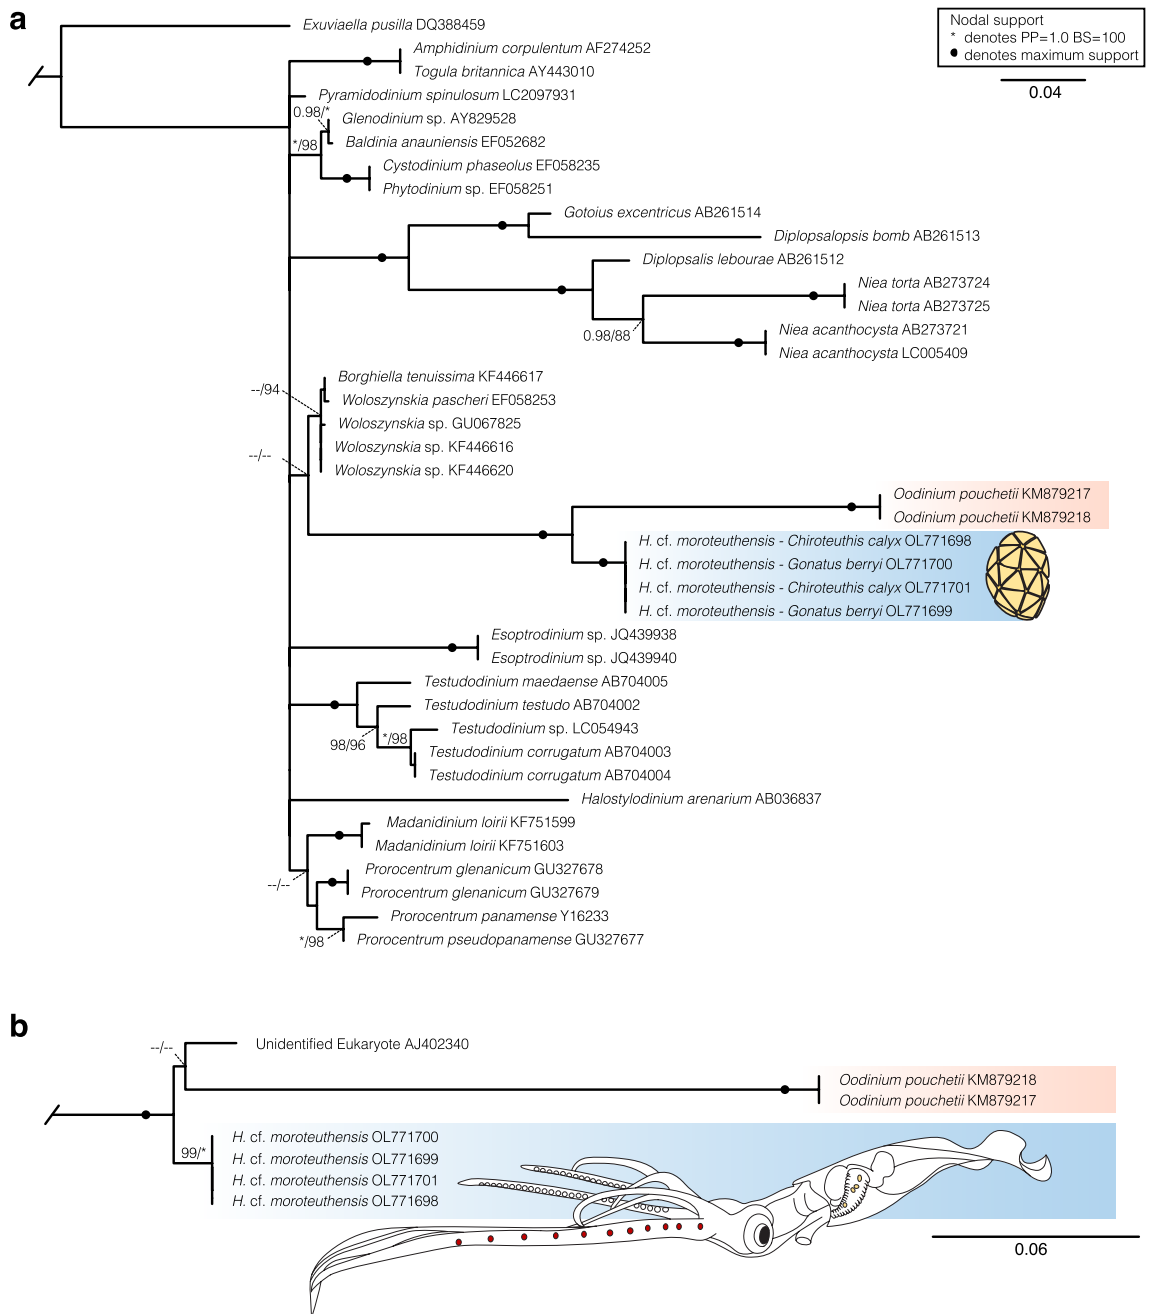 a
Exuviaella pusilla DQ388459
Nodal support
* denotes PP=1.0 BS=100
● denotes maximum support
0.04
Amphidinium corpulentum AF274252
Togula britannica AY443010
Pyramidodinium spinulosum LC2097931
0.98/*
Glenodinium sp. AY829528
*/98
Baldinia anauniensis EF052682
Cystodinium phaseolus EF058235
Phytodinium sp. EF058251
Gotoius excentricus AB261514
Diplopsalopsis bomb AB261513
Diplopsalis lebourae AB261512
Niea torta AB273724
Niea torta AB273725
0.98/88
Niea acanthocysta AB273721
Niea acanthocysta LC005409
Borghiella tenuissima KF446617
--/94
Woloszynskia pascheri EF058253
Woloszynskia sp. GU067825
Woloszynskia sp. KF446616
--/--
Woloszynskia sp. KF446620
Oodinium pouchetii KM879217
Oodinium pouchetii KM879218
H. cf. moroteuthensis - Chiroteuthis calyx OL771698
H. cf. moroteuthensis - Gonatus berryi OL771700
H. cf. moroteuthensis - Chiroteuthis calyx OL771701
H. cf. moroteuthensis - Gonatus berryi OL771699
Esoptrodinium sp. JQ439938
Esoptrodinium sp. JQ439940
Testudodinium maedaense AB704005
Testudodinium testudo AB704002
Testudodinium sp. LC054943
98/96
*/98
Testudodinium corrugatum AB704003
Testudodinium corrugatum AB704004
Halostylodinium arenarium AB036837
Madanidinium loirii KF751599
Madanidinium loirii KF751603
Prorocentrum glenanicum GU327678
--/--
Prorocentrum glenanicum GU327679
Prorocentrum panamense Y16233
*/98
Prorocentrum pseudopanamense GU327677
b
--/--
Unidentified Eukaryote AJ402340
Oodinium pouchetii KM879218
Oodinium pouchetii KM879217
99/*
H. cf. moroteuthensis OL771700
H. cf. moroteuthensis OL771699
H. cf. moroteuthensis OL771701
H. cf. moroteuthensis OL771698
0.06